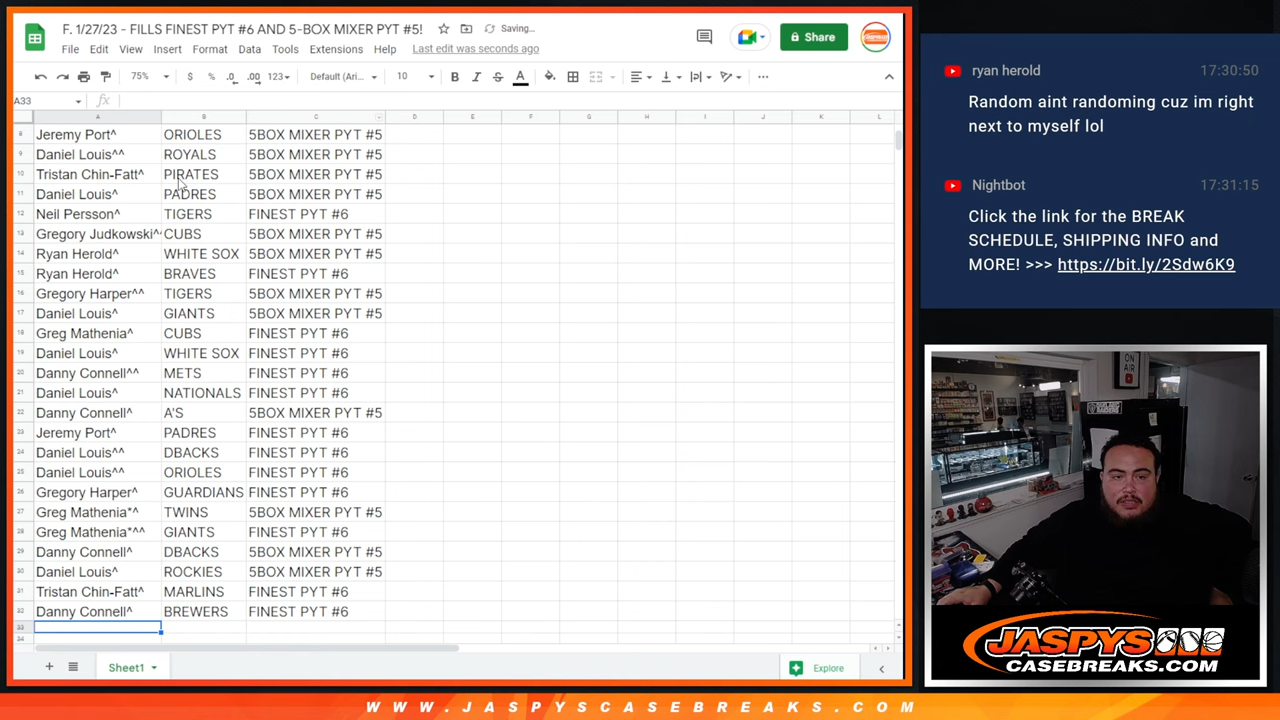 F. 1/27/23 - FILLS FINEST PYT #6 AND 5-BOX MIXER PYT #5!
Saving...
File Edit View Insert Format Data Tools Extensions Help Last edit was seconds ago
Share
75% $ % .0 .00 123 Default (Ari... 10 B I S A
A33 fx
A B C D E F G H I J K L
8 Jeremy Port^ ORIOLES 5BOX MIXER PYT #5
9 Daniel Louis^^ ROYALS 5BOX MIXER PYT #5
10 Tristan Chin-Fatt^ PIRATES 5BOX MIXER PYT #5
11 Daniel Louis^ PADRES 5BOX MIXER PYT #5
12 Neil Persson^ TIGERS FINEST PYT #6
13 Gregory Judkowski^ CUBS 5BOX MIXER PYT #5
14 Ryan Herold^ WHITE SOX 5BOX MIXER PYT #5
15 Ryan Herold^ BRAVES FINEST PYT #6
16 Gregory Harper^^ TIGERS 5BOX MIXER PYT #5
17 Daniel Louis^ GIANTS 5BOX MIXER PYT #5
18 Greg Mathenia^ CUBS FINEST PYT #6
19 Daniel Louis^ WHITE SOX FINEST PYT #6
20 Danny Connell^^ METS FINEST PYT #6
21 Daniel Louis^ NATIONALS FINEST PYT #6
22 Danny Connell^ A'S 5BOX MIXER PYT #5
23 Jeremy Port^ PADRES FINEST PYT #6
24 Daniel Louis^^ DBACKS FINEST PYT #6
25 Daniel Louis^^ ORIOLES FINEST PYT #6
26 Gregory Harper^ GUARDIANS FINEST PYT #6
27 Greg Mathenia*^ TWINS 5BOX MIXER PYT #5
28 Greg Mathenia*^^ GIANTS FINEST PYT #6
29 Danny Connell^ DBACKS 5BOX MIXER PYT #5
30 Daniel Louis^ ROCKIES 5BOX MIXER PYT #5
31 Tristan Chin-Fatt^ MARLINS FINEST PYT #6
32 Danny Connell^ BREWERS FINEST PYT #6
33
34
Sheet1
Explore
ryan herold 17:30:50
Random aint randoming cuz im right
next to myself lol
Nightbot 17:31:15
Click the link for the BREAK
SCHEDULE, SHIPPING INFO and
MORE! >>> https://bit.ly/2Sdw6K9
ON
AIR
JASPYS
CASEBREAKS.COM
WWW.JASPYSCASEBREAKS.COM